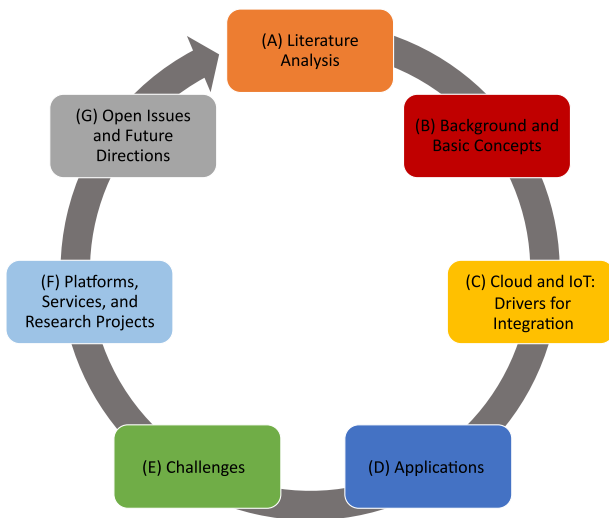 (A) Literature
Analysis
(B) Background and
Basic Concepts
(C) Cloud and IoT:
Drivers for
Integration
(D) Applications
(E) Challenges
(F) Platforms,
Services, and
Research Projects
(G) Open Issues
and Future
Directions